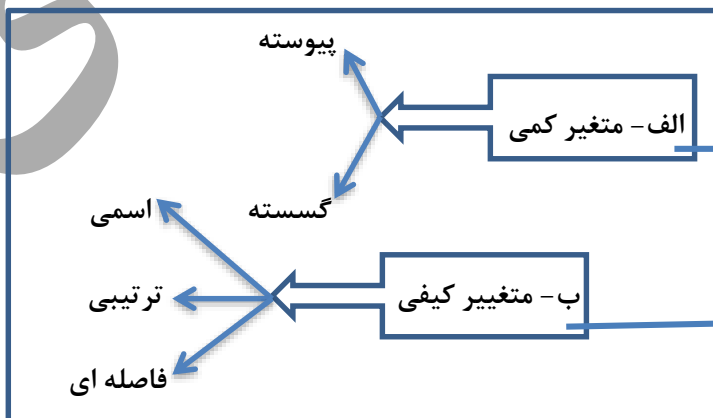 الف- متغیر کمی
پیوسته
گسسته
ب- متغییر کیفی
اسمی
ترتیبی
فاصله ای